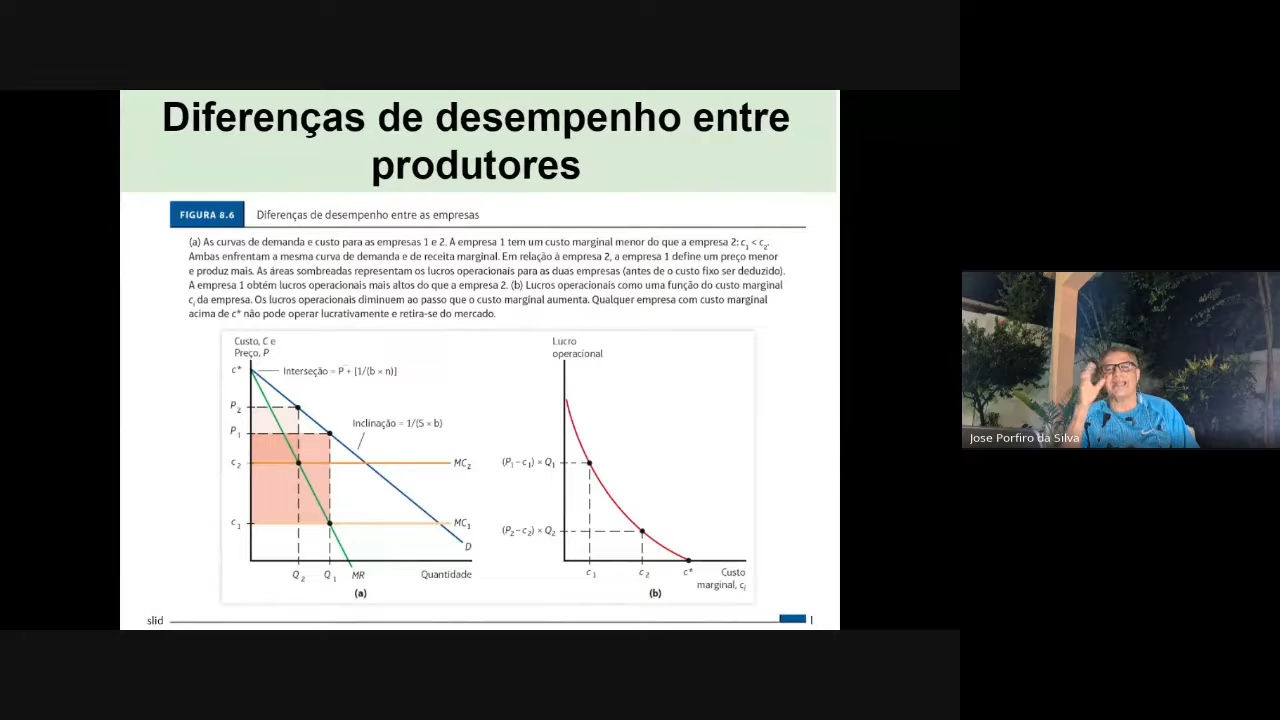 Diferenças de desempenho entre
produtores
FIGURA 8.6
Diferenças de desempenho entre as empresas
(a) As curvas de demanda e custo para as empresas 1 e 2. A empresa 1 tem um custo marginal menor do que a empresa 2: c1 < c2.
Ambas enfrentam a mesma curva de demanda e de receita marginal. Em relação à empresa 2, a empresa 1 define um preço menor
e produz mais. As áreas sombreadas representam os lucros operacionais para as duas empresas (antes de o custo fixo ser deduzido).
A empresa 1 obtém lucros operacionais mais altos do que a empresa 2. (b) Lucros operacionais como uma função do custo marginal
ci da empresa. Os lucros operacionais diminuem ao passo que o custo marginal aumenta. Qualquer empresa com custo marginal
acima de c* não pode operar lucrativamente e retira-se do mercado.
Custo, C e
Preço, P
c*
Interseção = P + [1/(b × n)]
P2
P1
Inclinação = 1/(S × b)
c2
MC2
c1
MC1
D
Q2
Q1
MR
Quantidade
(a)
Lucro
operacional
(P1 – c1) × Q1
(P2 – c2) × Q2
c1
c2
c*
Custo
marginal, ci
(b)
slid
l
Jose Porfiro da Silva